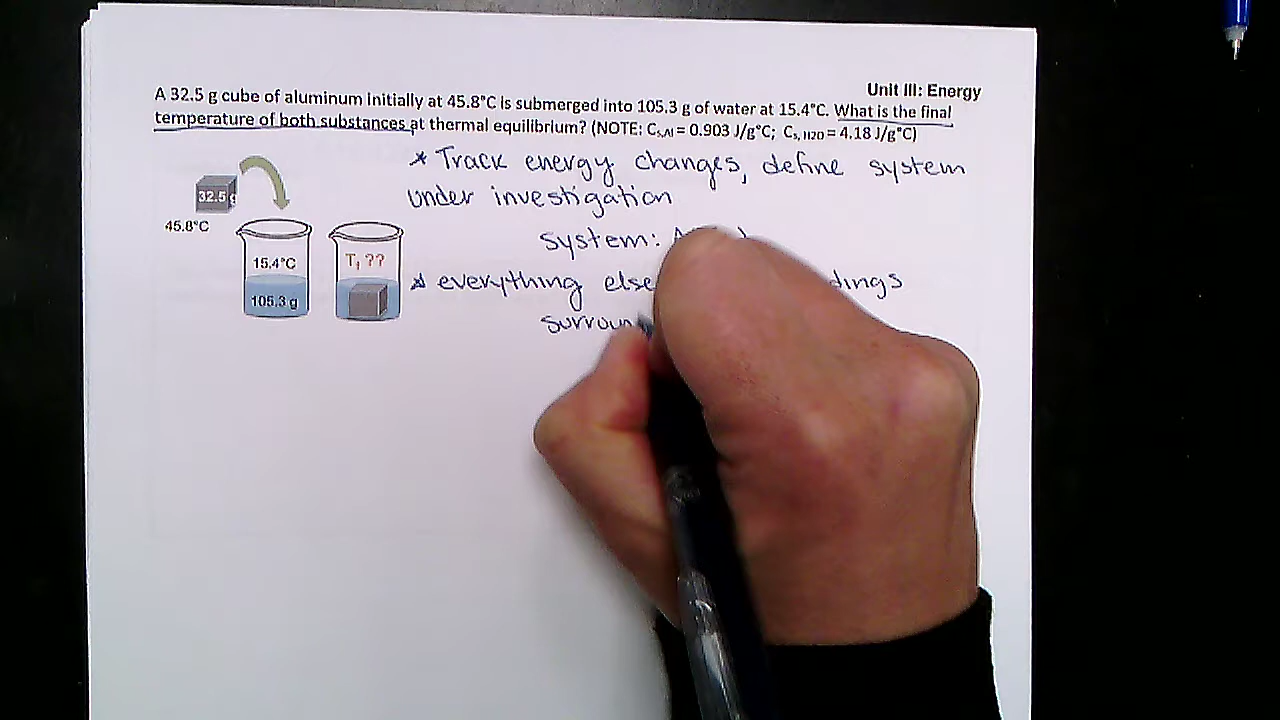 Unit III: Energy
A 32.5 g cube of aluminum initially at 45.8°C is submerged into 105.3 g of water at 15.4°C. What is the final
temperature of both substances at thermal equilibrium? (NOTE: Cs,Al = 0.903 J/g°C; Cs, H2O = 4.18 J/g°C)
* Track energy changes, define system
under investigation
32.5 g
45.8°C
system:
15.4°C
T₁ ??
* everything else
105.3 g